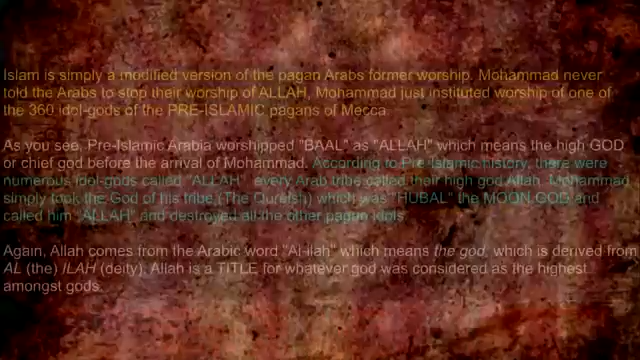 Islam is simply a modified version of the pagan Arabs former worship. Mohammad never
told the Arabs to stop their worship of ALLAH, Mohammad just instituted worship of one of
the 360 idol-gods of the PRE-ISLAMIC pagans of Mecca.
As you see, Pre-Islamic Arabia worshipped "BAAL" as "ALLAH" which means the high GOD
or chief god before the arrival of Mohammad. According to Pre-Islamic history, there were
numerous idol-gods called "ALLAH" every Arab tribe called their high god Allah. Mohammad
simply took the God of his tribe (The Quraish) which was "HUBAL" the MOON GOD and
called him "ALLAH" and destroyed all the other pagan idols.
Again, Allah comes from the Arabic word "Al-ilah" which means the god, which is derived from
AL (the) ILAH (deity). Allah is a TITLE for whatever god was considered as the highest
amongst gods.